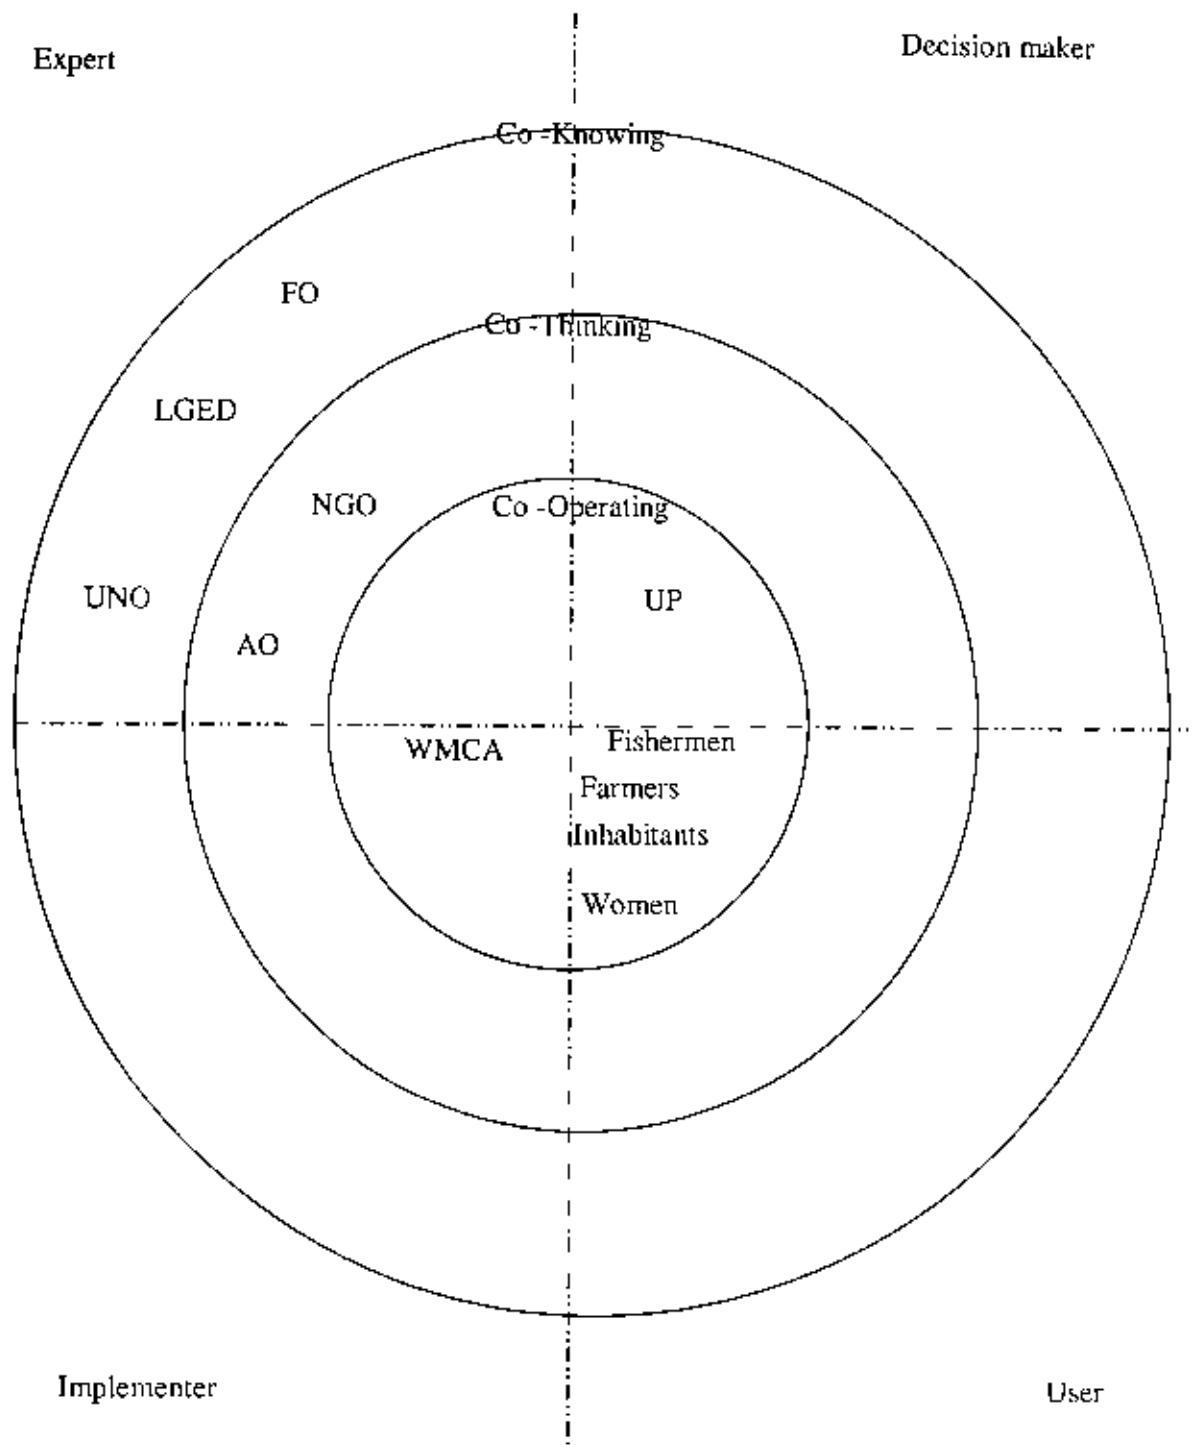 Expert
Decision maker
Co -Knowing
FO
Co -Thinking
LGED
NGO
Co -Operating
UNO
UP
AO
WMCA
Fishermen
Farmers
Inhabitants
Women
Implementer
User